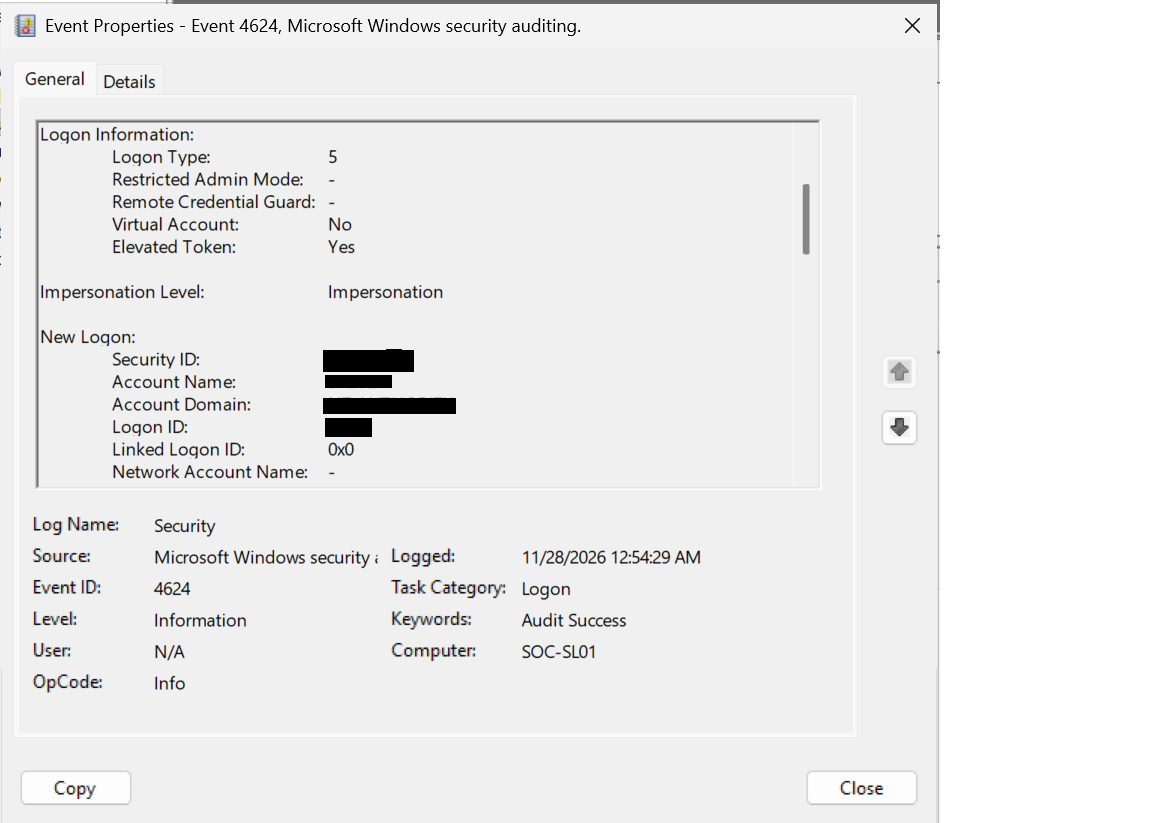 Event Properties - Event 4624, Microsoft Windows security auditing.
General Details
Logon Information:
Logon Type: 5
Restricted Admin Mode: -
Remote Credential Guard: -
Virtual Account: No
Elevated Token: Yes
Impersonation Level: Impersonation
New Logon:
Security ID:
Account Name:
Account Domain:
Logon ID:
Linked Logon ID: 0x0
Network Account Name: -
Log Name: Security
Source: Microsoft Windows security Logged: 11/28/2026 12:54:29 AM
Event ID: 4624 Task Category: Logon
Level: Information Keywords: Audit Success
User: N/A Computer: SOC-SL01
OpCode: Info
Copy Close